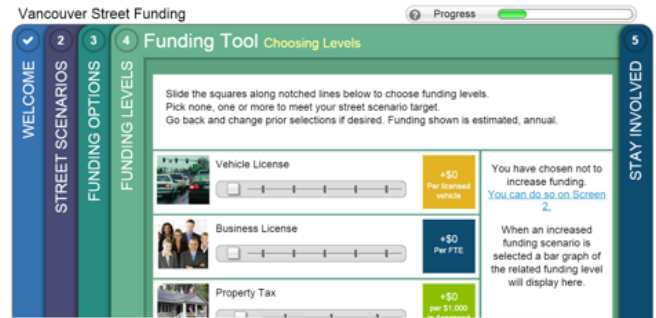 Vancouver Street Funding
Progress
WELCOME
2
STREET SCENARIOS
3
FUNDING OPTIONS
4
FUNDING LEVELS
Funding Tool Choosing Levels
5
STAY INVOLVED
Slide the squares along notched lines below to choose funding levels.
Pick none, one or more to meet your street scenario target.
Go back and change prior selections if desired. Funding shown is estimated, annual.
Vehicle License
+$0
Per licensed
vehicle
Business License
+$0
Per FTE
Property Tax
+$0
per $1,000
You have chosen not to
increase funding.
You can do so on Screen
2.
When an increased
funding scenario is
selected a bar graph of
the related funding level
will display here.